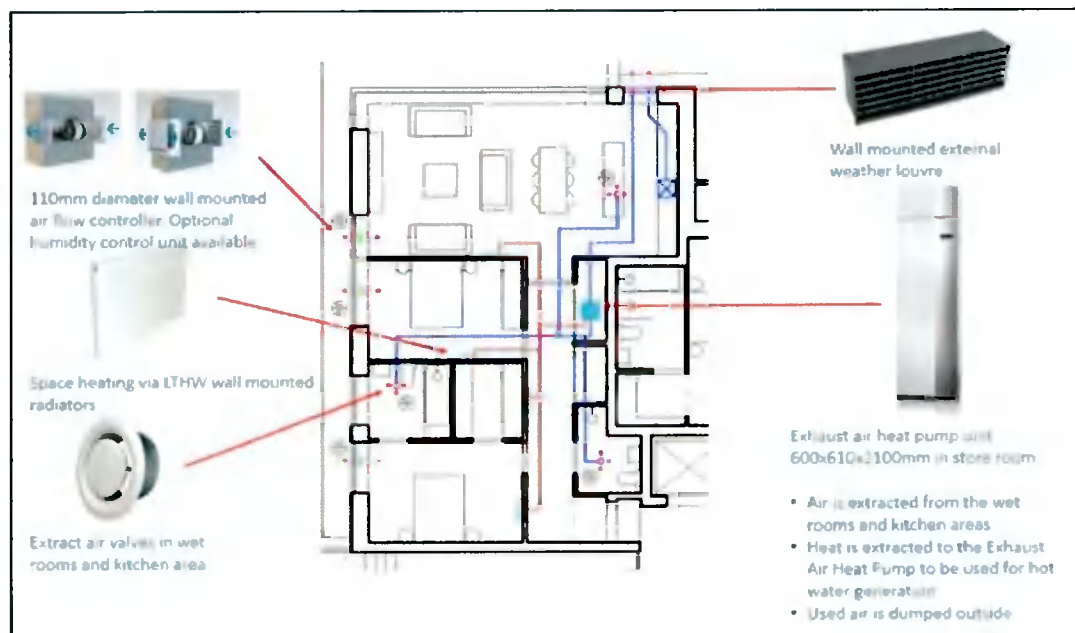 110mm diameter wall mounted
air flow controller. Optional
humidity control unit available
Space heating via LTHW wall mounted
radiators
Extract air valves in wet
rooms and kitchen area
Wall mounted external
weather louvre
Exhaust air heat pump unit
600x610x2100mm in store room
• Air is extracted from the wet
rooms and kitchen areas
• Heat is extracted to the Exhaust
Air Heat Pump to be used for hot
water generation
• Used air is dumped outside